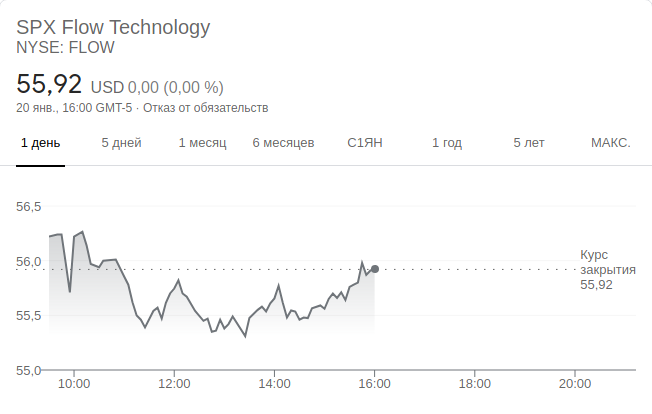 SPX Flow Technology
NYSE: FLOW
55,92 USD 0,00 (0,00 %)
20 янв., 16:00 GMT-5 · Отказ от обязательств
1 день 5 дней 1 месяц 6 месяцев С1ЯН 1 год 5 лет МАКС.
56,5
56,0
55,5
55,0
Курс
закрытия
55,92
10:00 12:00 14:00 16:00 18:00 20:00